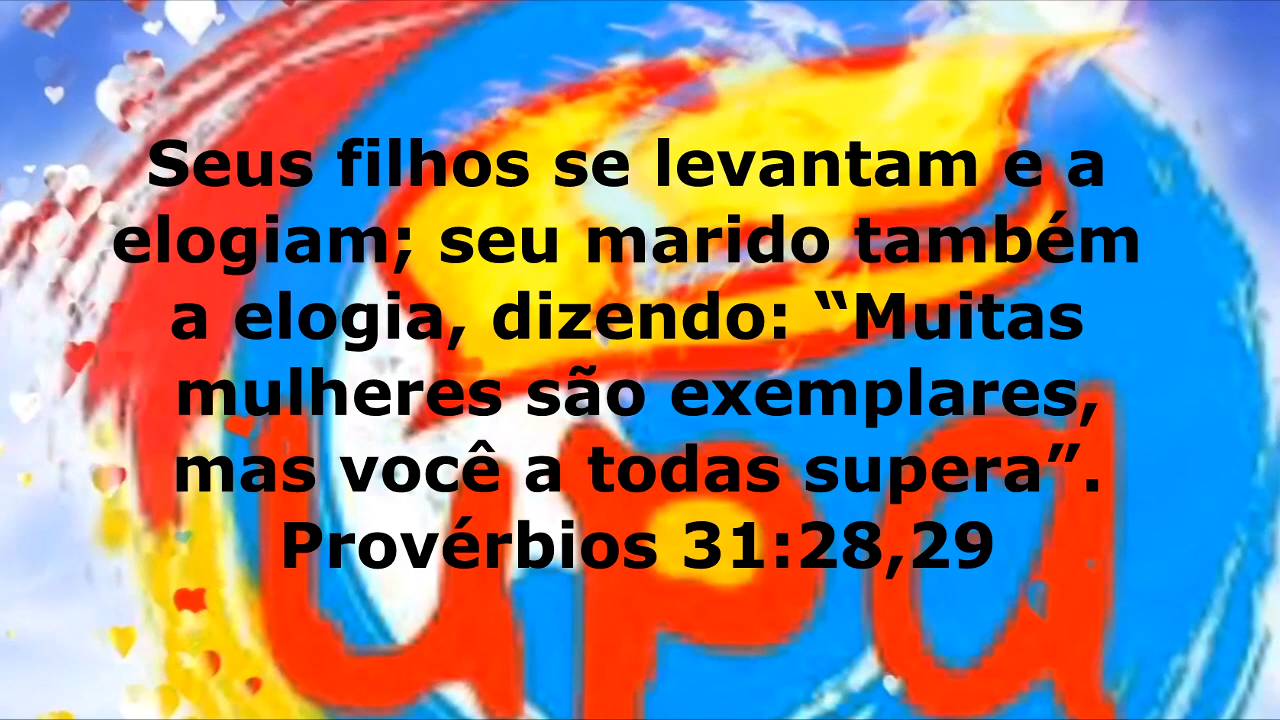 Seus filhos se levantam e a
elogiam; seu marido também
a elogia, dizendo: “Muitas
mulheres são exemplares,
mas você a todas supera”.
Provérbios 31:28,29
upa